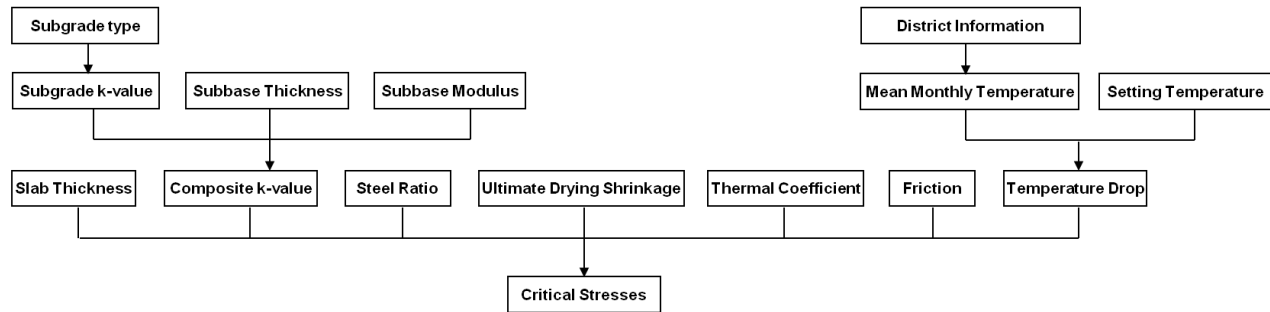 Subgrade type
District Information
Subgrade k-value
Subbase Thickness
Subbase Modulus
Mean Monthly Temperature
Setting Temperature
Slab Thickness
Composite k-value
Steel Ratio
Ultimate Drying Shrinkage
Thermal Coefficient
Friction
Temperature Drop
Critical Stresses